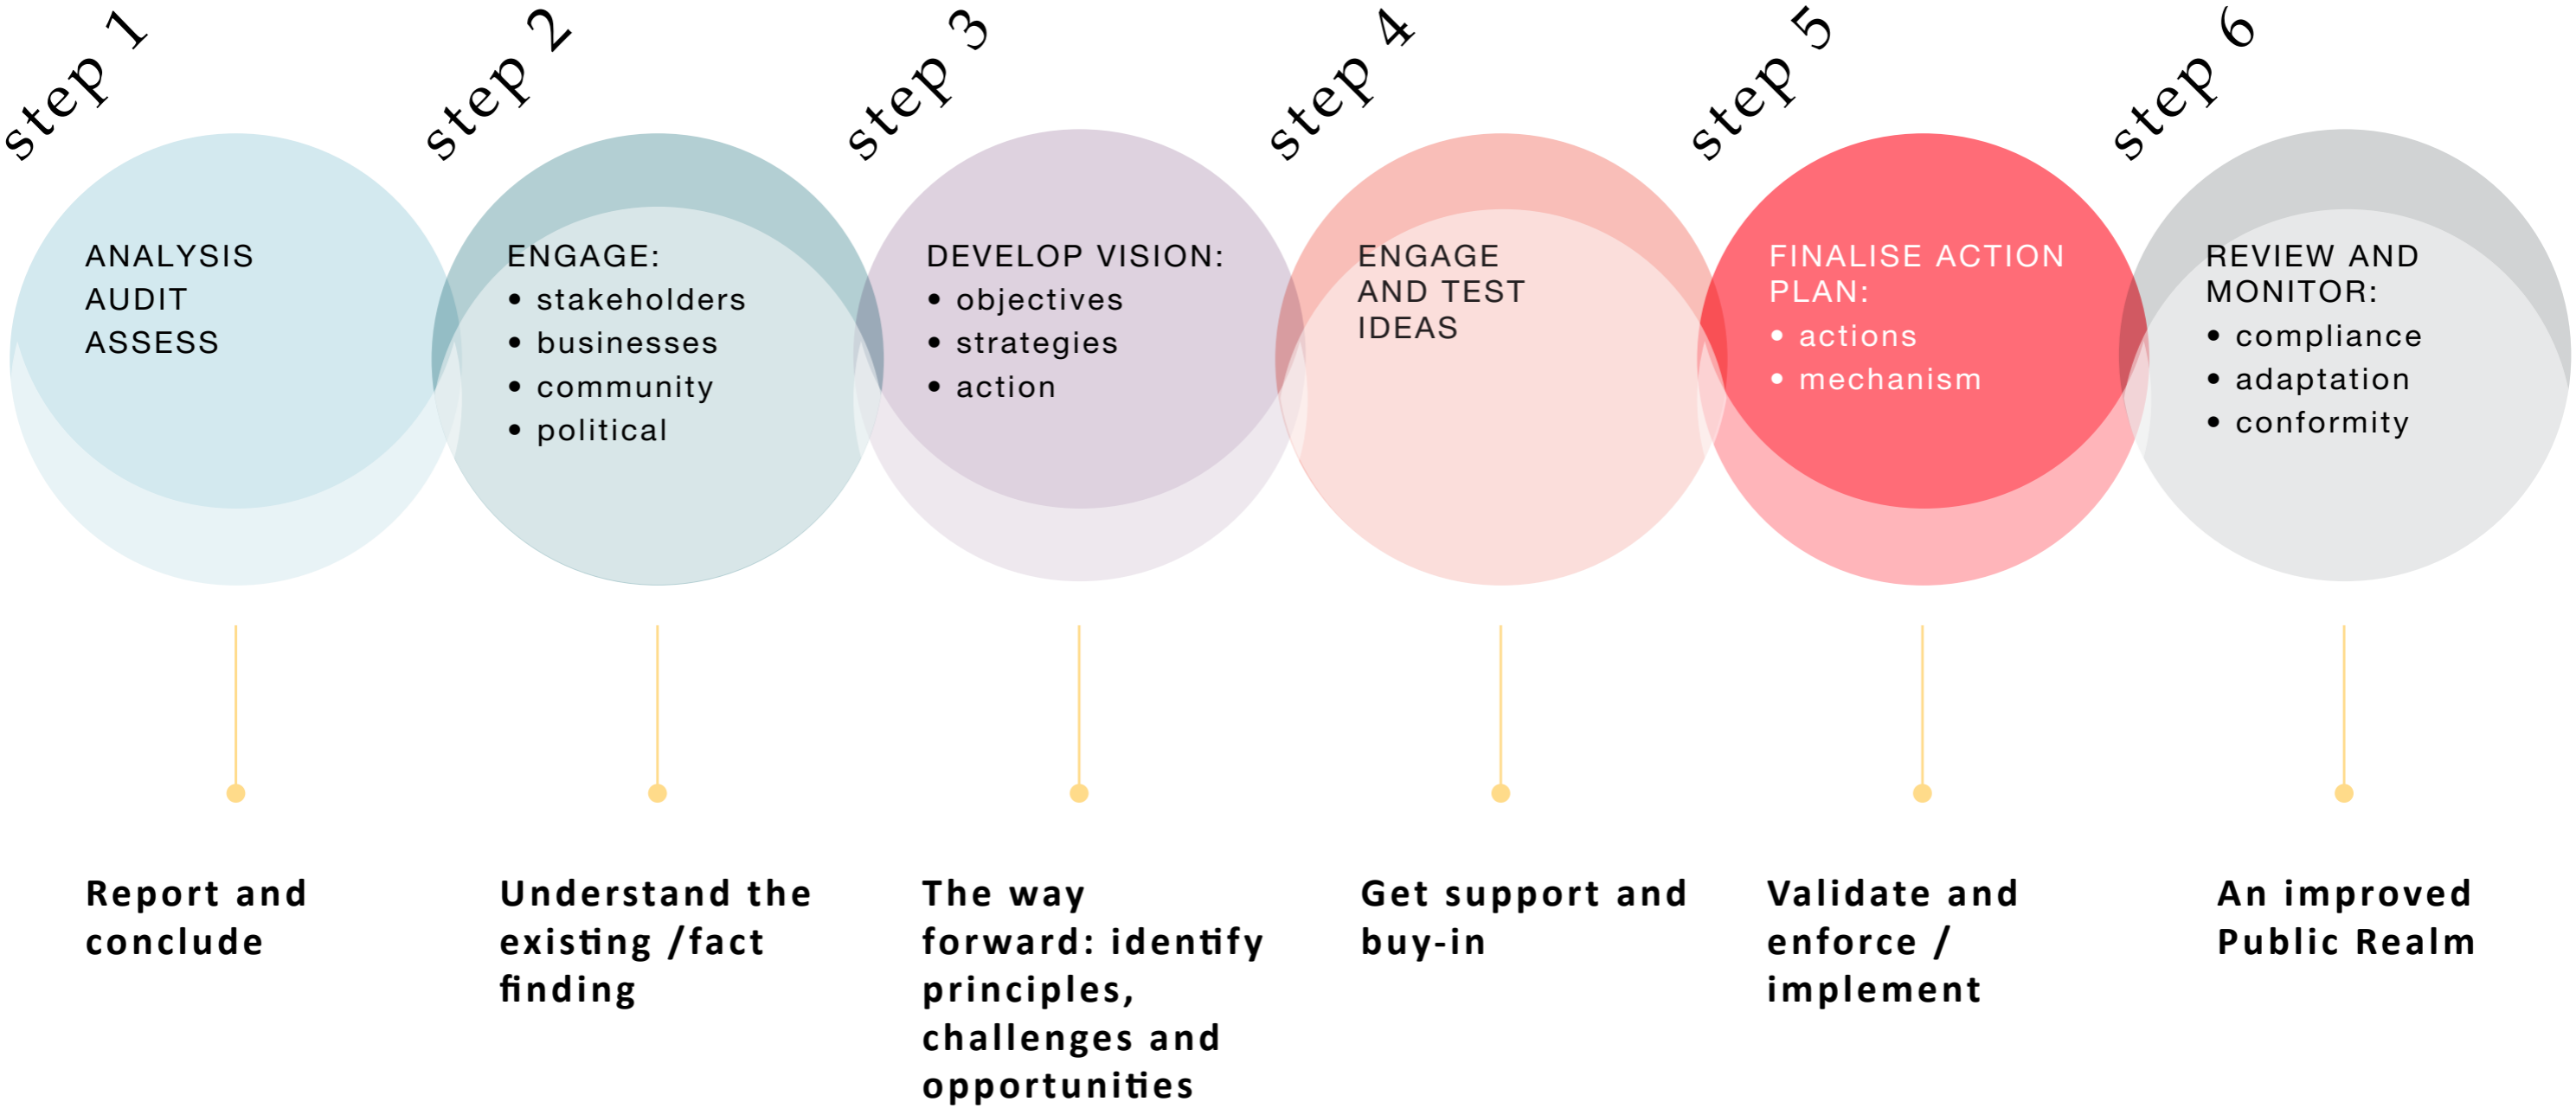 step 1
ANALYSIS
AUDIT
ASSESS
Report and
conclude
step 2
ENGAGE:
• stakeholders
• businesses
• community
• political
Understand the
existing /fact
finding
step 3
DEVELOP VISION:
• objectives
• strategies
• action
The way
forward: identify
principles,
challenges and
opportunities
step 4
ENGAGE
AND TEST
IDEAS
Get support and
buy-in
step 5
FINALISE ACTION
PLAN:
• actions
• mechanism
Validate and
enforce /
implement
step 6
REVIEW AND
MONITOR:
• compliance
• adaptation
• conformity
An improved
Public Realm